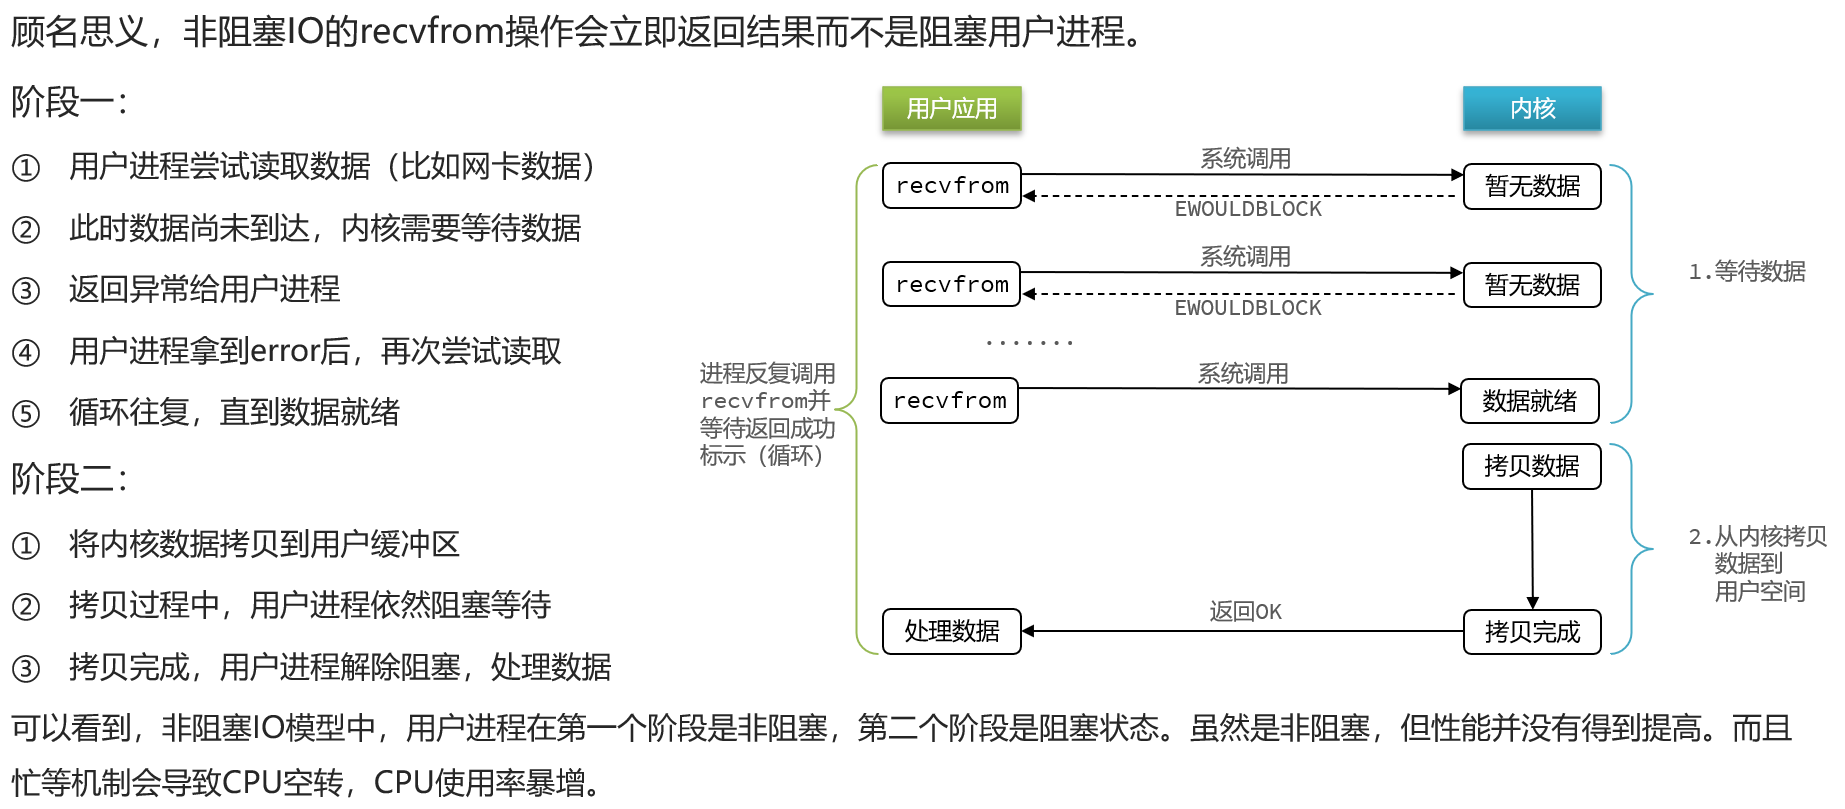 顾名思义，非阻塞IO的recvfrom操作会立即返回结果而不是阻塞用户进程。
阶段一：
① 用户进程尝试读取数据（比如网卡数据）
② 此时数据尚未到达，内核需要等待数据
③ 返回异常给用户进程
④ 用户进程拿到error后，再次尝试读取
⑤ 循环往复，直到数据就绪
阶段二：
① 将内核数据拷贝到用户缓冲区
② 拷贝过程中，用户进程依然阻塞等待
③ 拷贝完成，用户进程解除阻塞，处理数据
用户应用
内核
recvfrom
系统调用
暂无数据
EWOULDBLOCK
recvfrom
系统调用
暂无数据
EWOULDBLOCK
.......
recvfrom
系统调用
数据就绪
进程反复调用
recvfrom并
等待返回成功
标示（循环）
1.等待数据
拷贝数据
2.从内核拷贝
数据到
用户空间
处理数据
返回OK
拷贝完成
可以看到，非阻塞IO模型中，用户进程在第一个阶段是非阻塞，第二个阶段是阻塞状态。虽然是非阻塞，但性能并没有得到提高。而且
忙等机制会导致CPU空转，CPU使用率暴增。